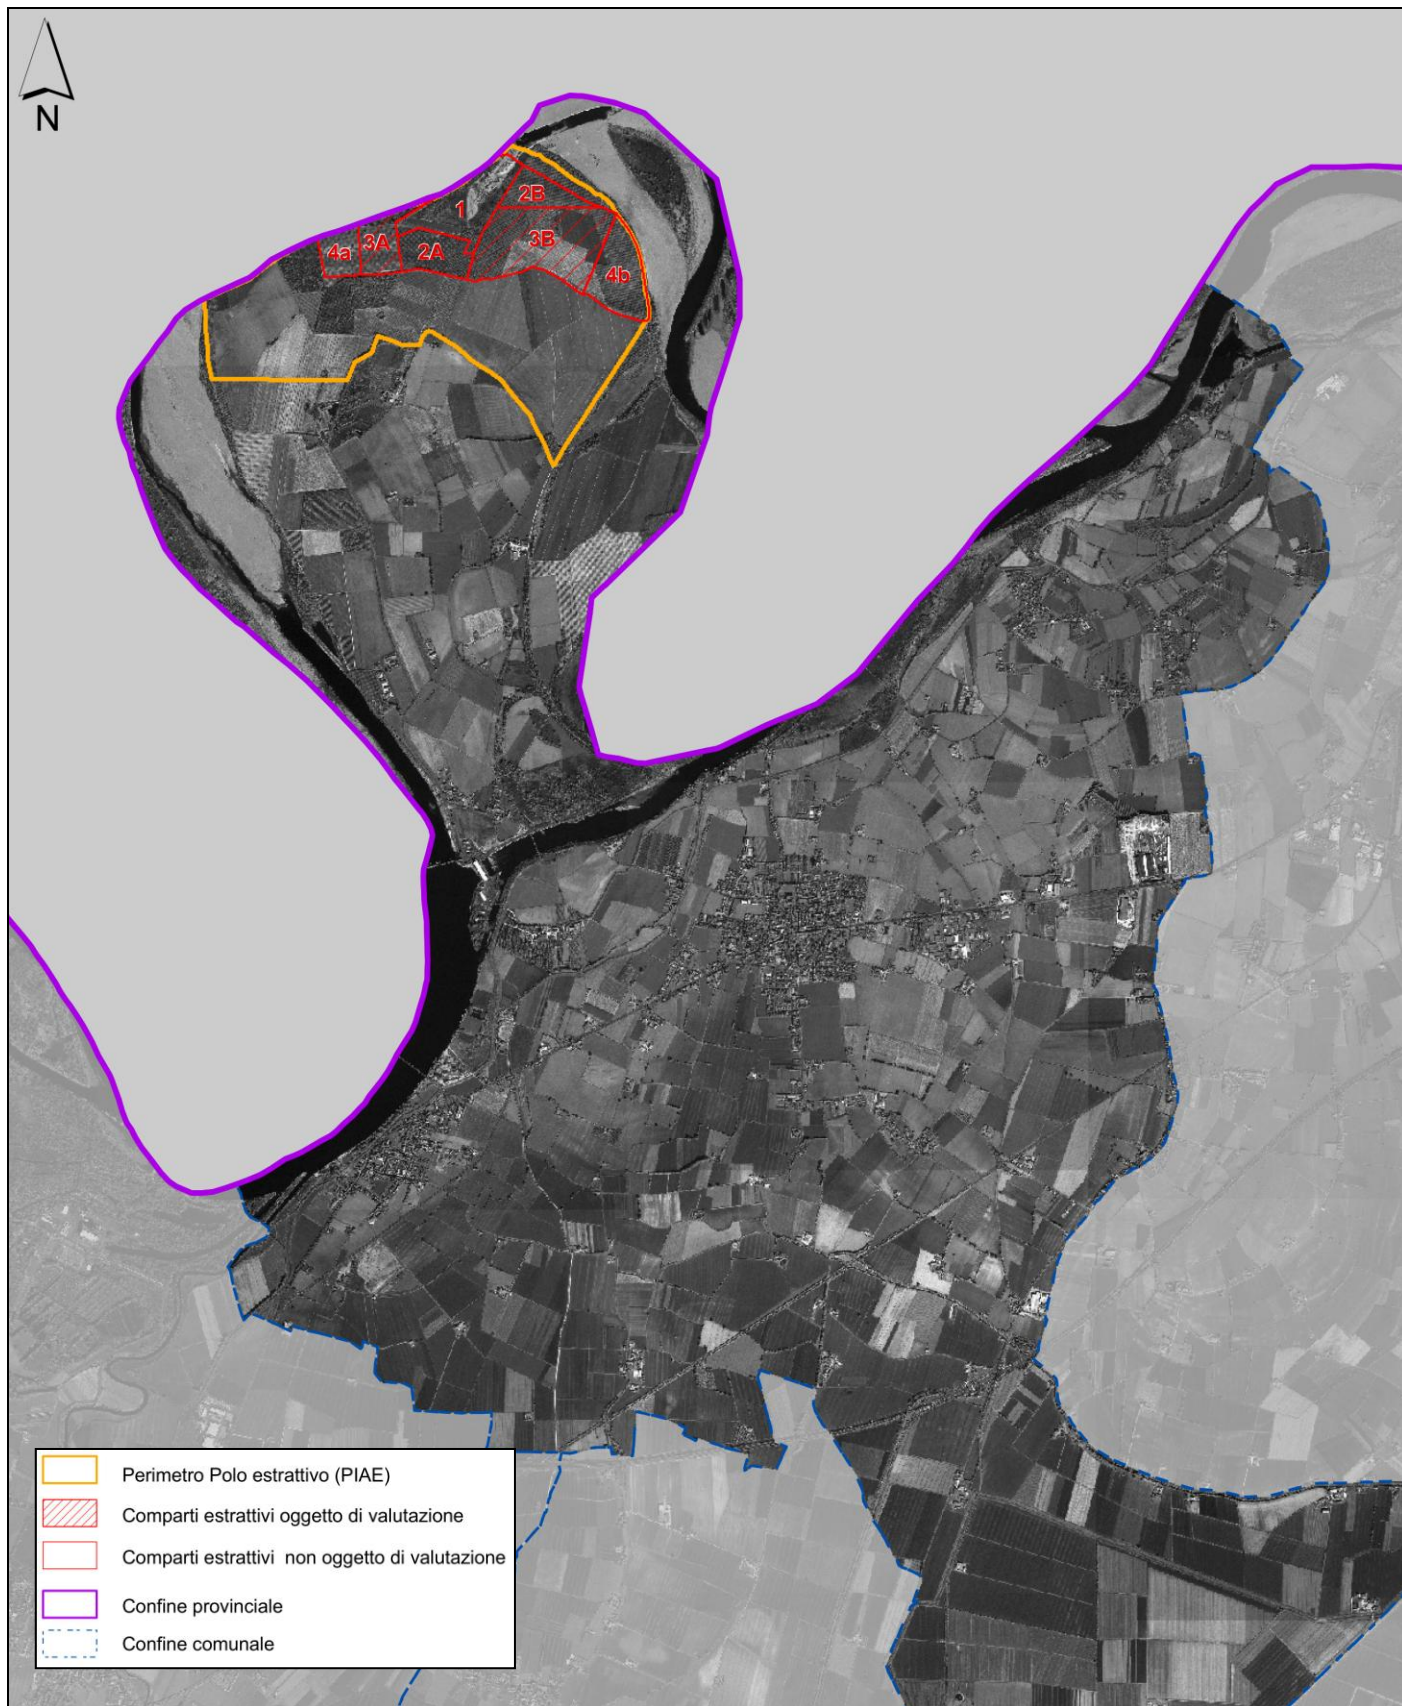 N
2B
1
3B
4a
3A
2A
4b
Perimetro Polo estrattivo (PIAE)
Comparti estrattivi oggetto di valutazione
Comparti estrattivi non oggetto di valutazione
Confine provinciale
Confine comunale